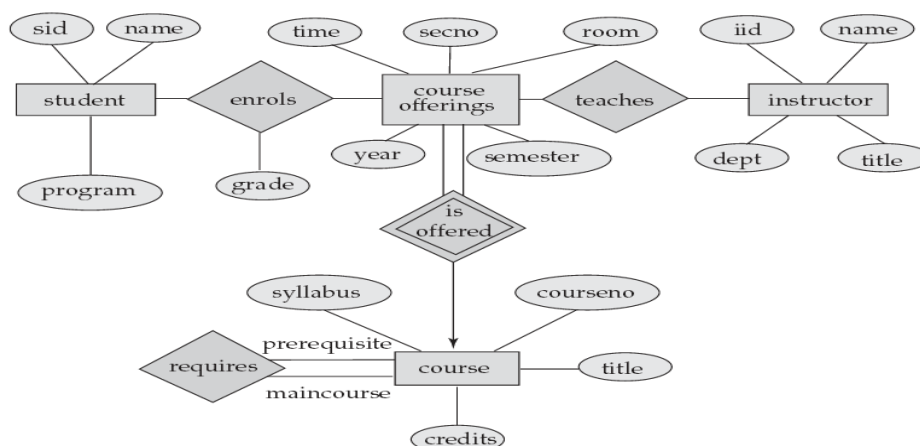 sid
name
time
secno
room
iid
name
student
enrols
course
offerings
teaches
instructor
year
semester
dept
title
program
grade
is
offered
syllabus
courseno
prerequisite
requires
course
title
maincourse
credits